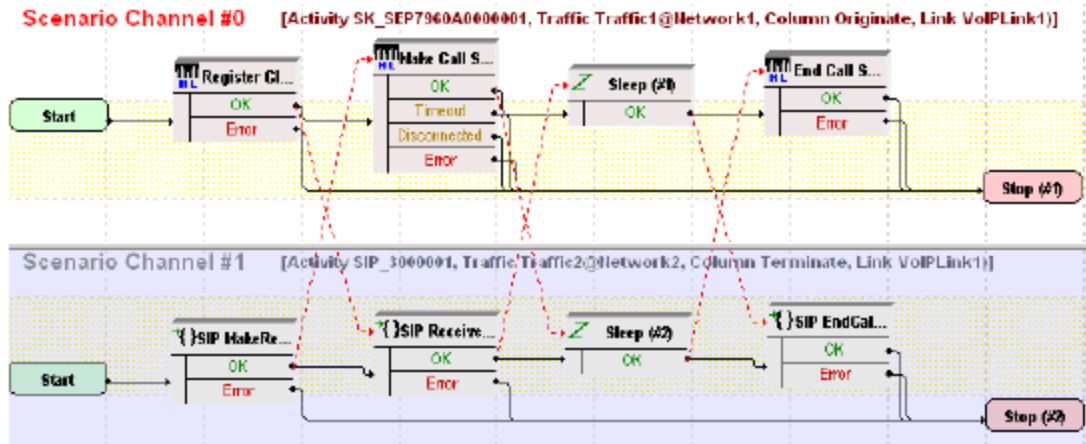 Scenario Channel #0 [Activity SK_SEP7960A0000001, Traffic Traffic1@Network1, Column Originate, Link VoIPLink1)]
Start
Register Cl...
OK
Error
Make Call S...
OK
Timeout
Disconnected
Error
Sleep (#1)
OK
End Call S...
OK
Error
Stop (#1)
Scenario Channel #1 [Activity SIP_3000001, Traffic Traffic2@Network2, Column Terminate, Link VoIPLink1)]
Start
SIP MakeRe...
OK
Error
SIP Receive...
OK
Error
Sleep (#2)
OK
SIP EndCal...
OK
Error
Stop (#2)